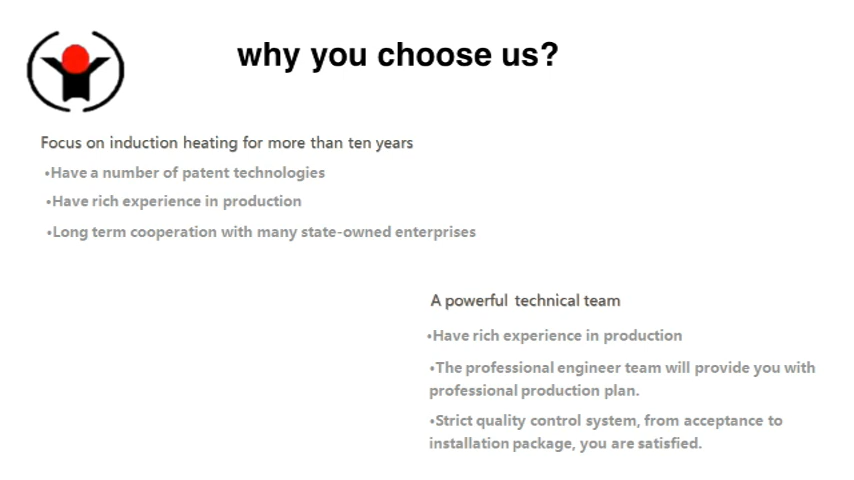 why you choose us?
Focus on induction heating for more than ten years
•Have a number of patent technologies
•Have rich experience in production
•Long term cooperation with many state-owned enterprises
A powerful technical team
•Have rich experience in production
•The professional engineer team will provide you with
professional production plan.
•Strict quality control system, from acceptance to
installation package, you are satisfied.